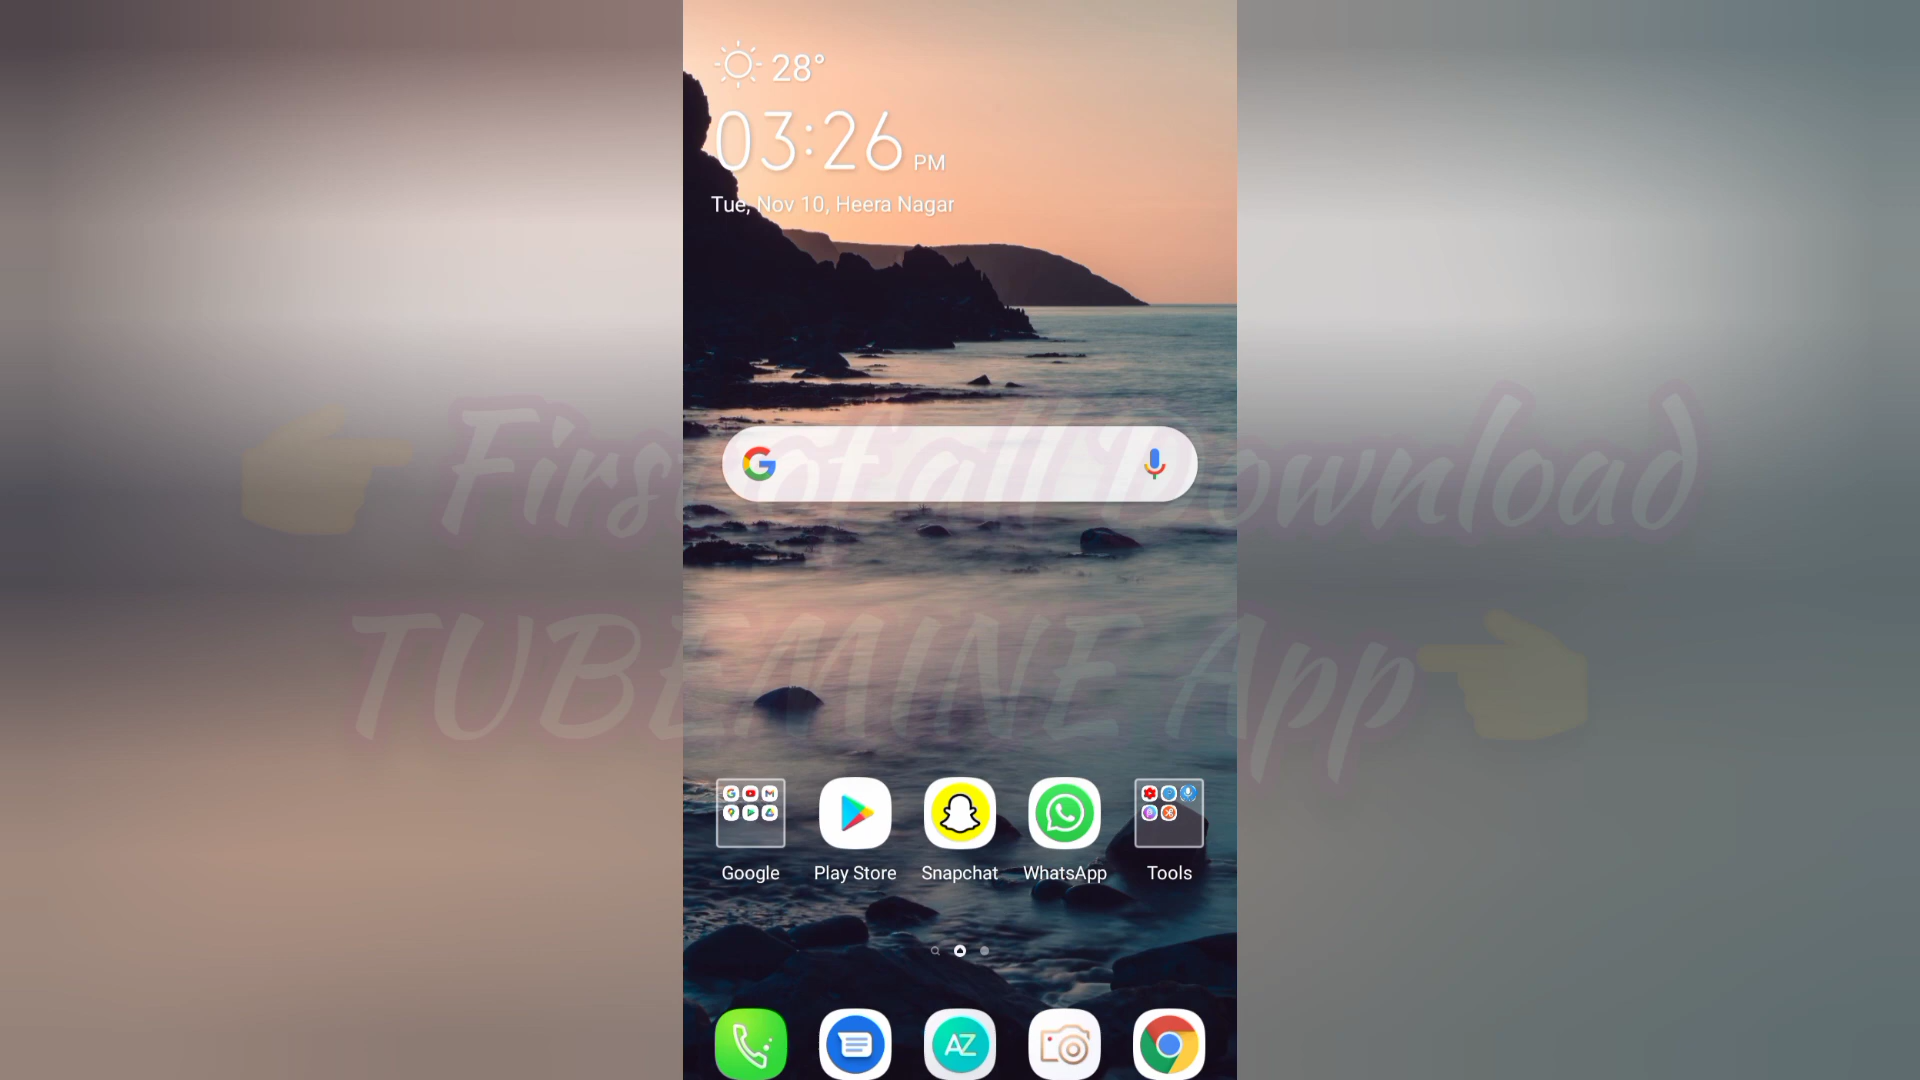 28°
03:26 PM
Tue, Nov 10, Heera Nagar
👉 First of all Download
TUBEMINE App 👈
Google
Play Store
Snapchat
WhatsApp
Tools
AZ